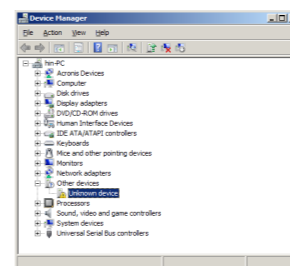 Device Manager
File Action View Help
hin-PC
Acronis Devices
Computer
Disk drives
Display adapters
DVD/CD-ROM drives
Human Interface Devices
IDE ATA/ATAPI controllers
Keyboards
Mice and other pointing devices
Monitors
Network adapters
Other devices
Unknown device
Processors
Sound, video and game controllers
System devices
Universal Serial Bus controllers